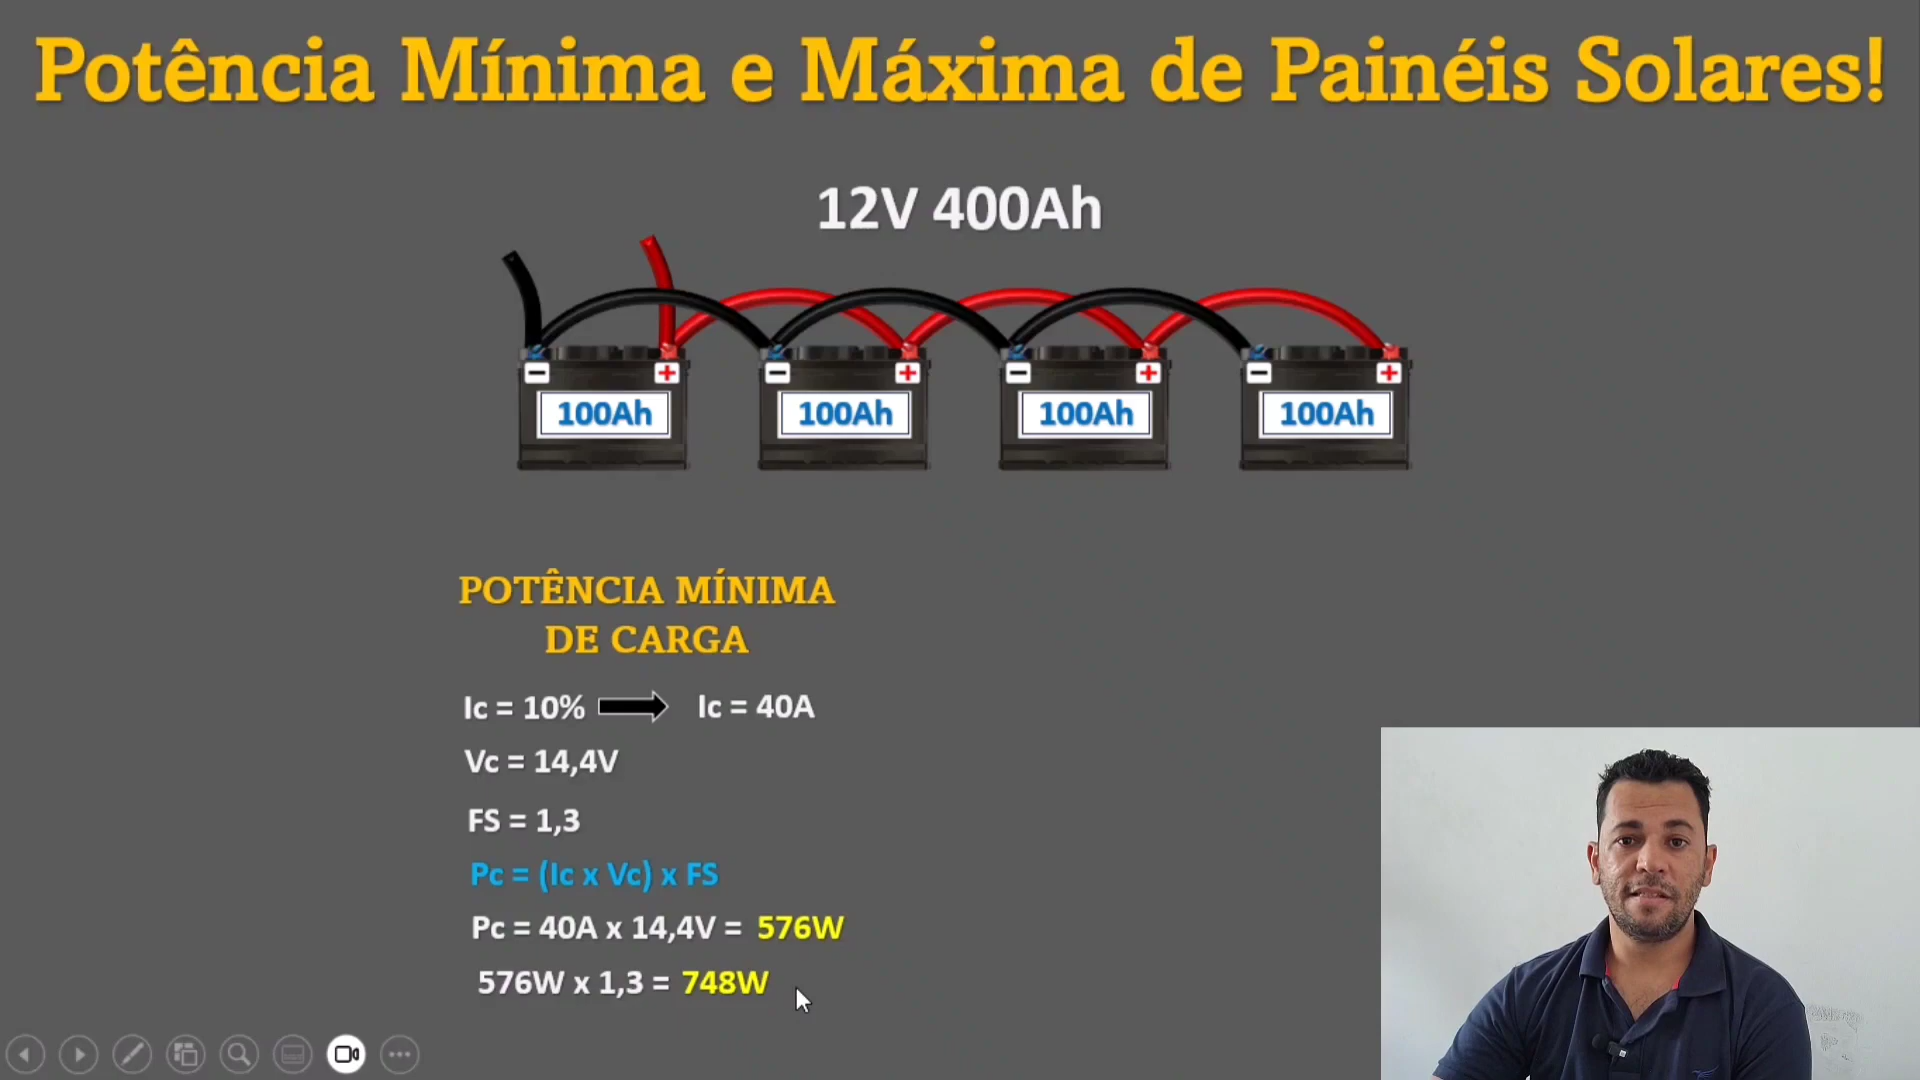 Potência Mínima e Máxima de Painéis Solares!
12V 400Ah
100Ah 100Ah 100Ah 100Ah
POTÊNCIA MÍNIMA
DE CARGA
Ic = 10% Ic = 40A
Vc = 14,4V
FS = 1,3
Pc = (Ic x Vc) x FS
Pc = 40A x 14,4V = 576W
576W x 1,3 = 748W